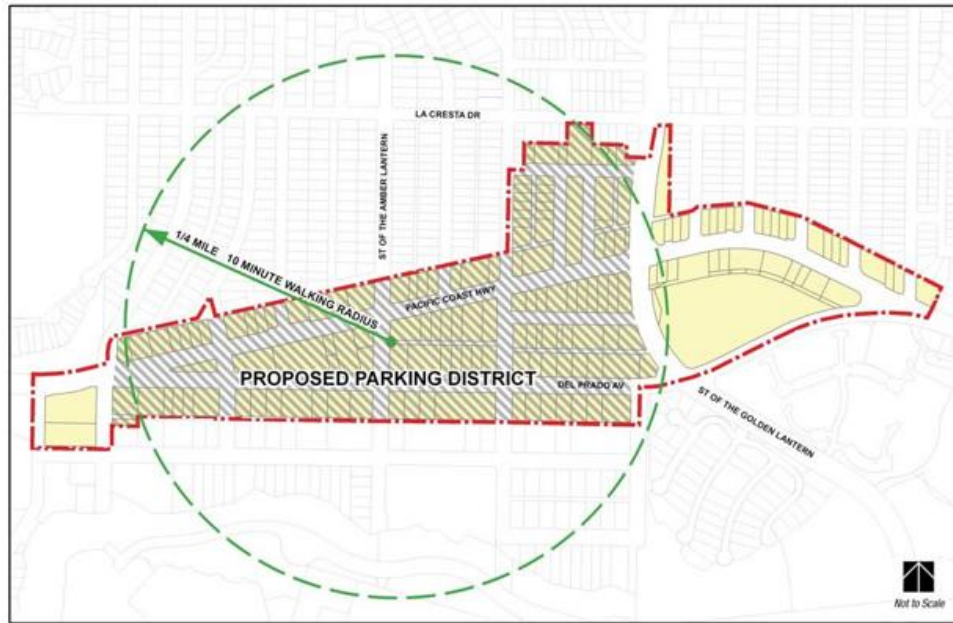 LA CRESTA DR
ST OF THE AMBER LANTERN
1/4 MILE 10 MINUTE WALKING RADIUS
PACIFIC COAST HWY
PROPOSED PARKING DISTRICT
DEL PRADO AV
ST OF THE GOLDEN LANTERN
Not to Scale